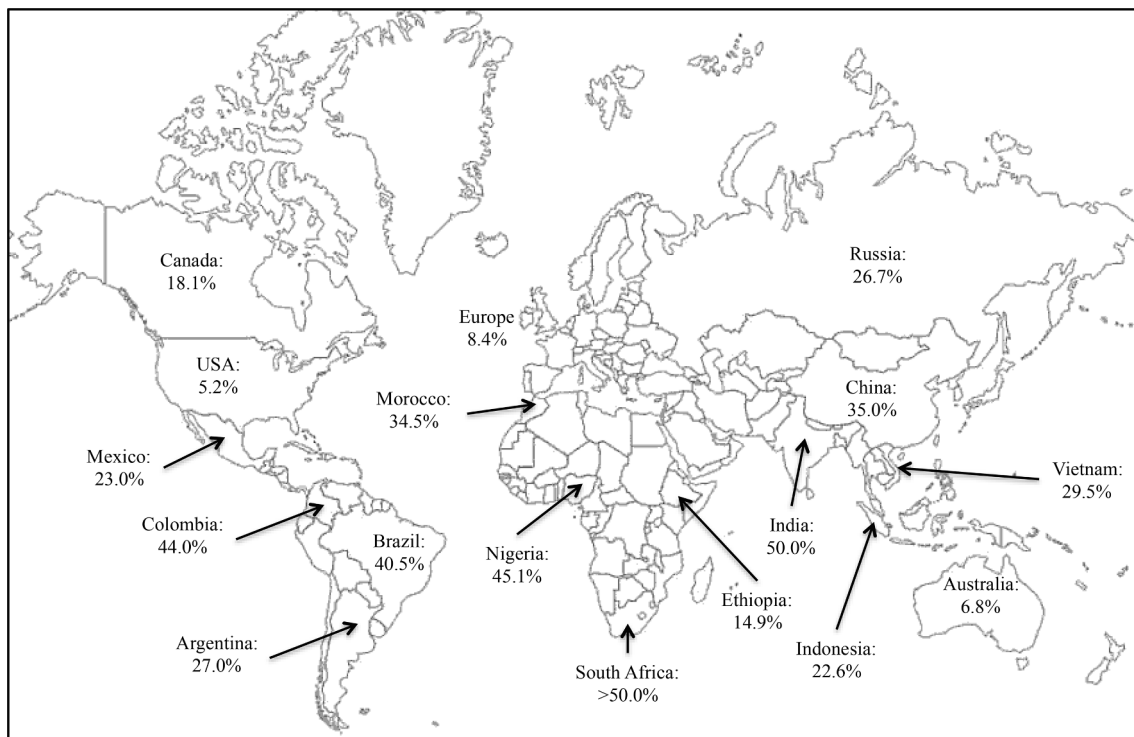 Canada:
18.1%
Russia:
26.7%
Europe
8.4%
USA:
5.2%
China:
35.0%
Morocco:
34.5%
Mexico:
23.0%
Vietnam:
29.5%
Colombia:
44.0%
Brazil:
40.5%
Nigeria:
45.1%
India:
50.0%
Ethiopia:
14.9%
Australia:
6.8%
Argentina:
27.0%
South Africa:
>50.0%
Indonesia:
22.6%